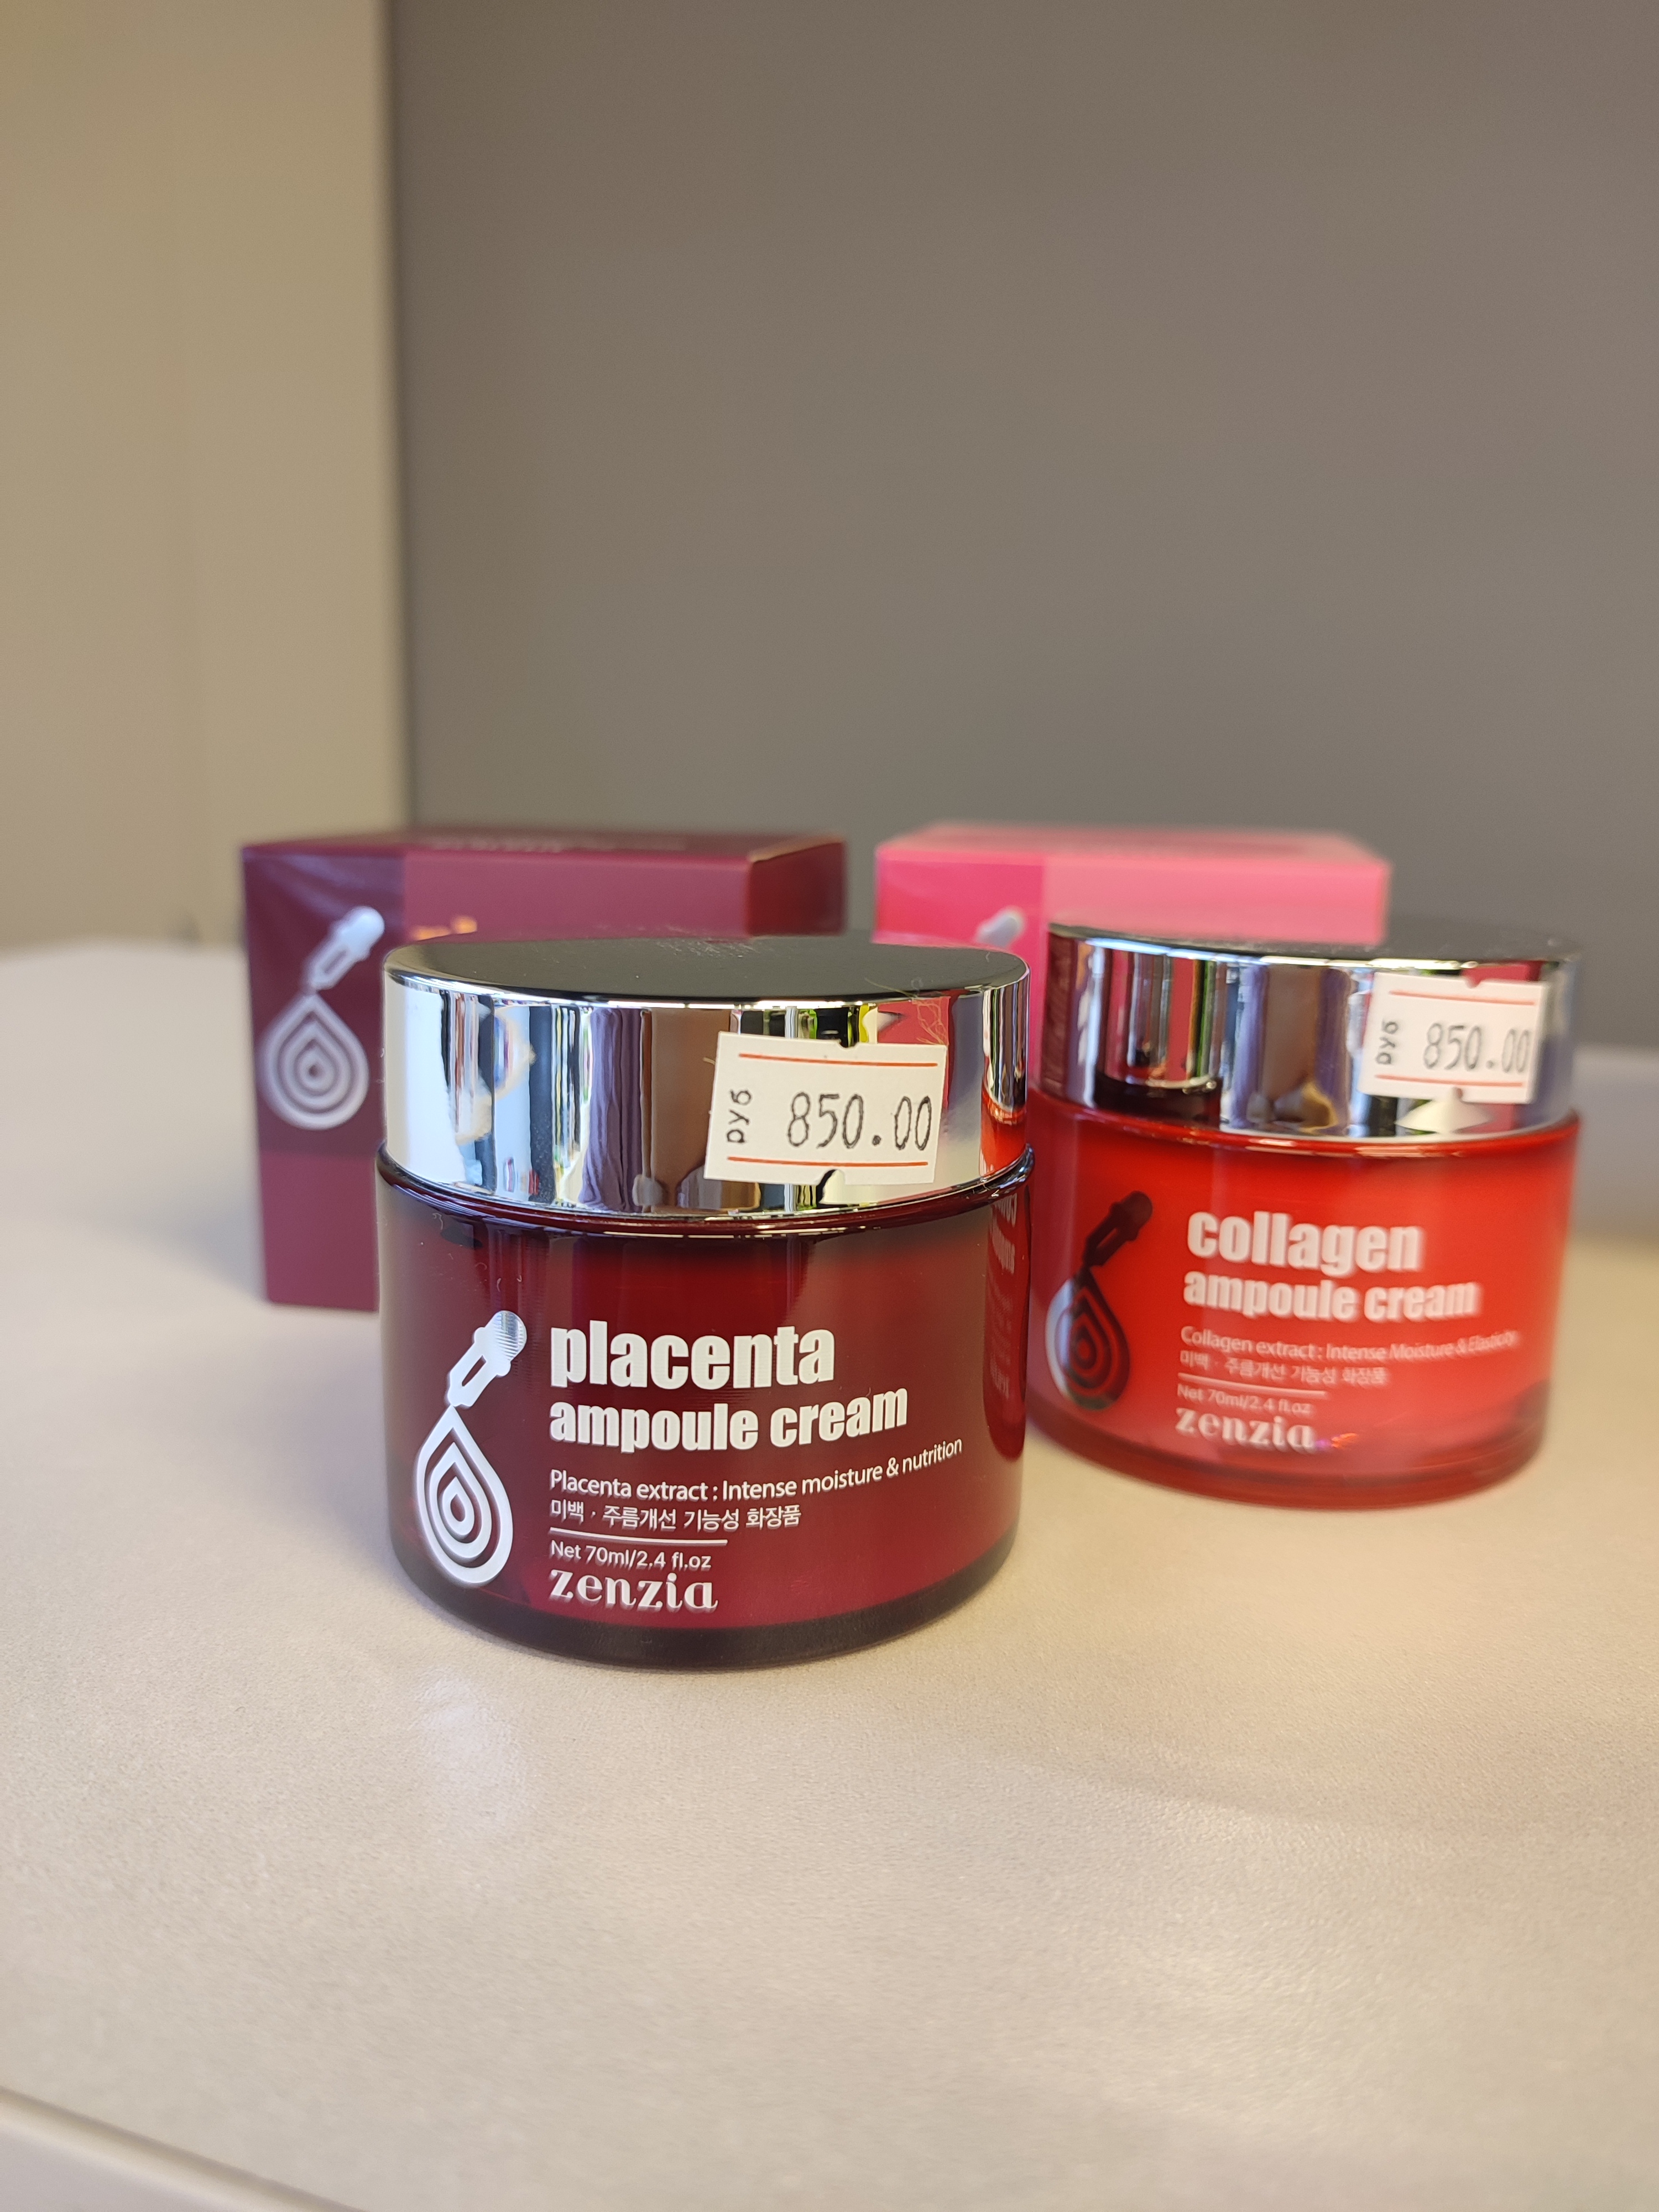 руб 850.00
placenta
ampoule cream
Placenta extract : Intense moisture & nutrition
미백 · 주름개선 기능성 화장품
Net 70ml/2.4 fl.oz
zenzia
руб 850.00
collagen
ampoule cream
Collagen extract : Intense Moisture & Elasticity
미백 · 주름개선 기능성 화장품
Net 70ml/2.4 fl.oz
zenzia